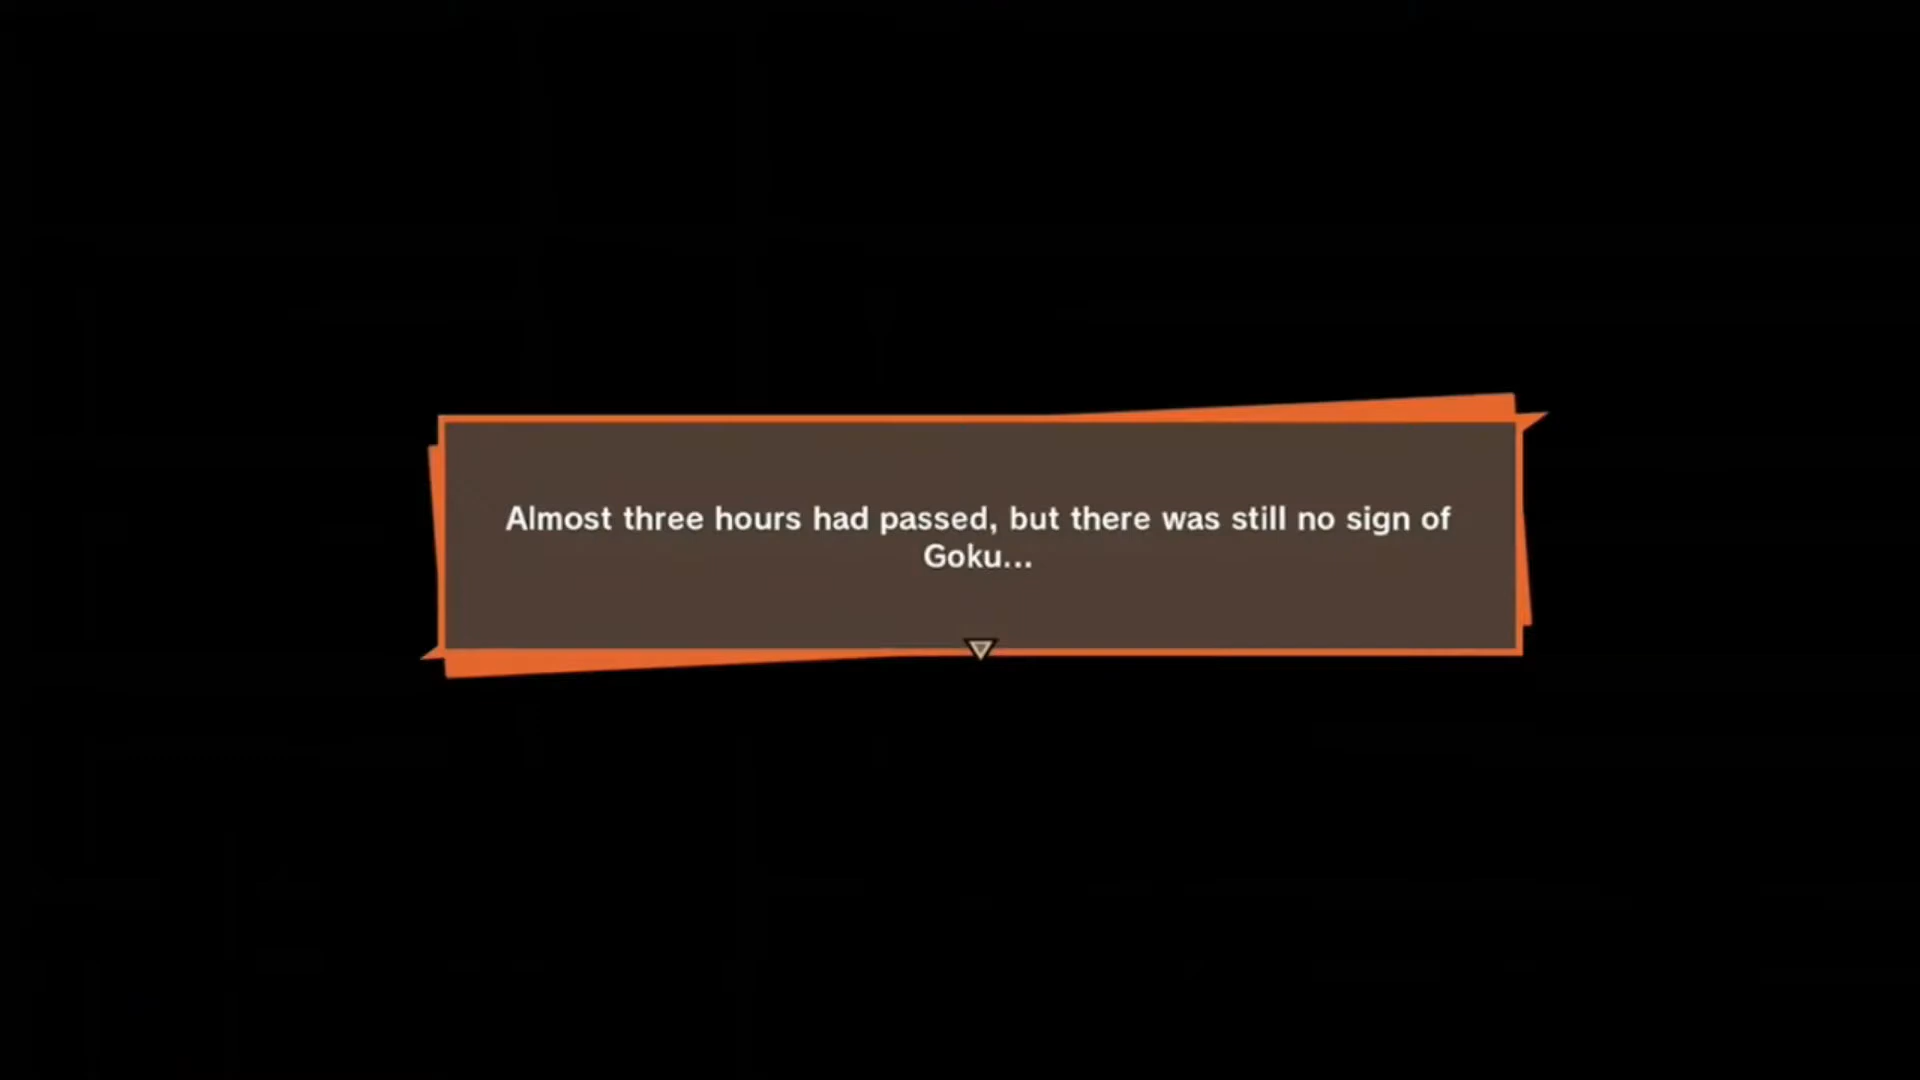 Almost three hours had passed, but there was still no sign of
Goku...